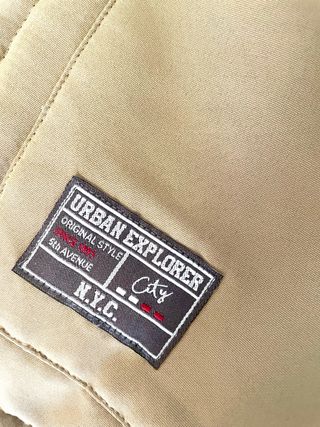 URBAN EXPLORER
ORIGINAL STYLE
5th AVENUE
City
N.Y.C.